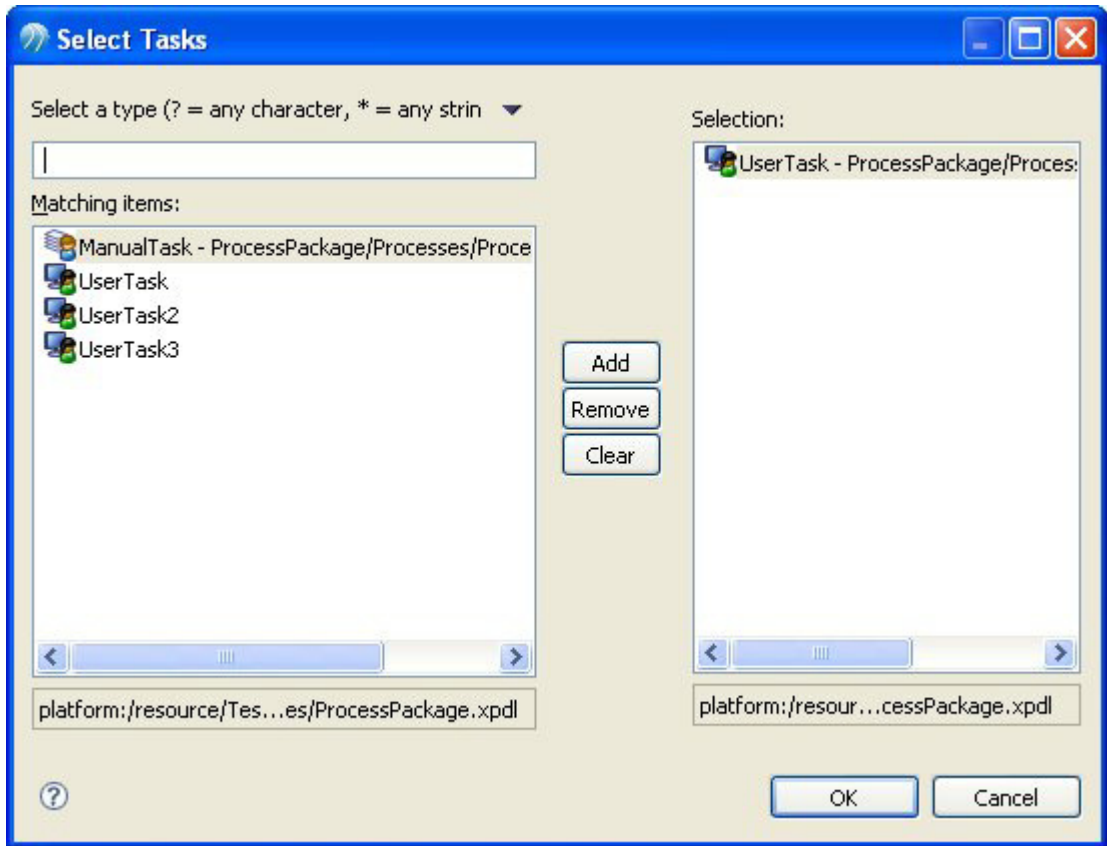 Select Tasks
Select a type (? = any character, * = any strin
Matching items:
ManualTask - ProcessPackage/Processes/Proce
UserTask
UserTask2
UserTask3
platform:/resource/Tes...es/ProcessPackage.xpdl
Add
Remove
Clear
Selection:
UserTask - ProcessPackage/Process
platform:/resour...cessPackage.xpdl
?
OK
Cancel